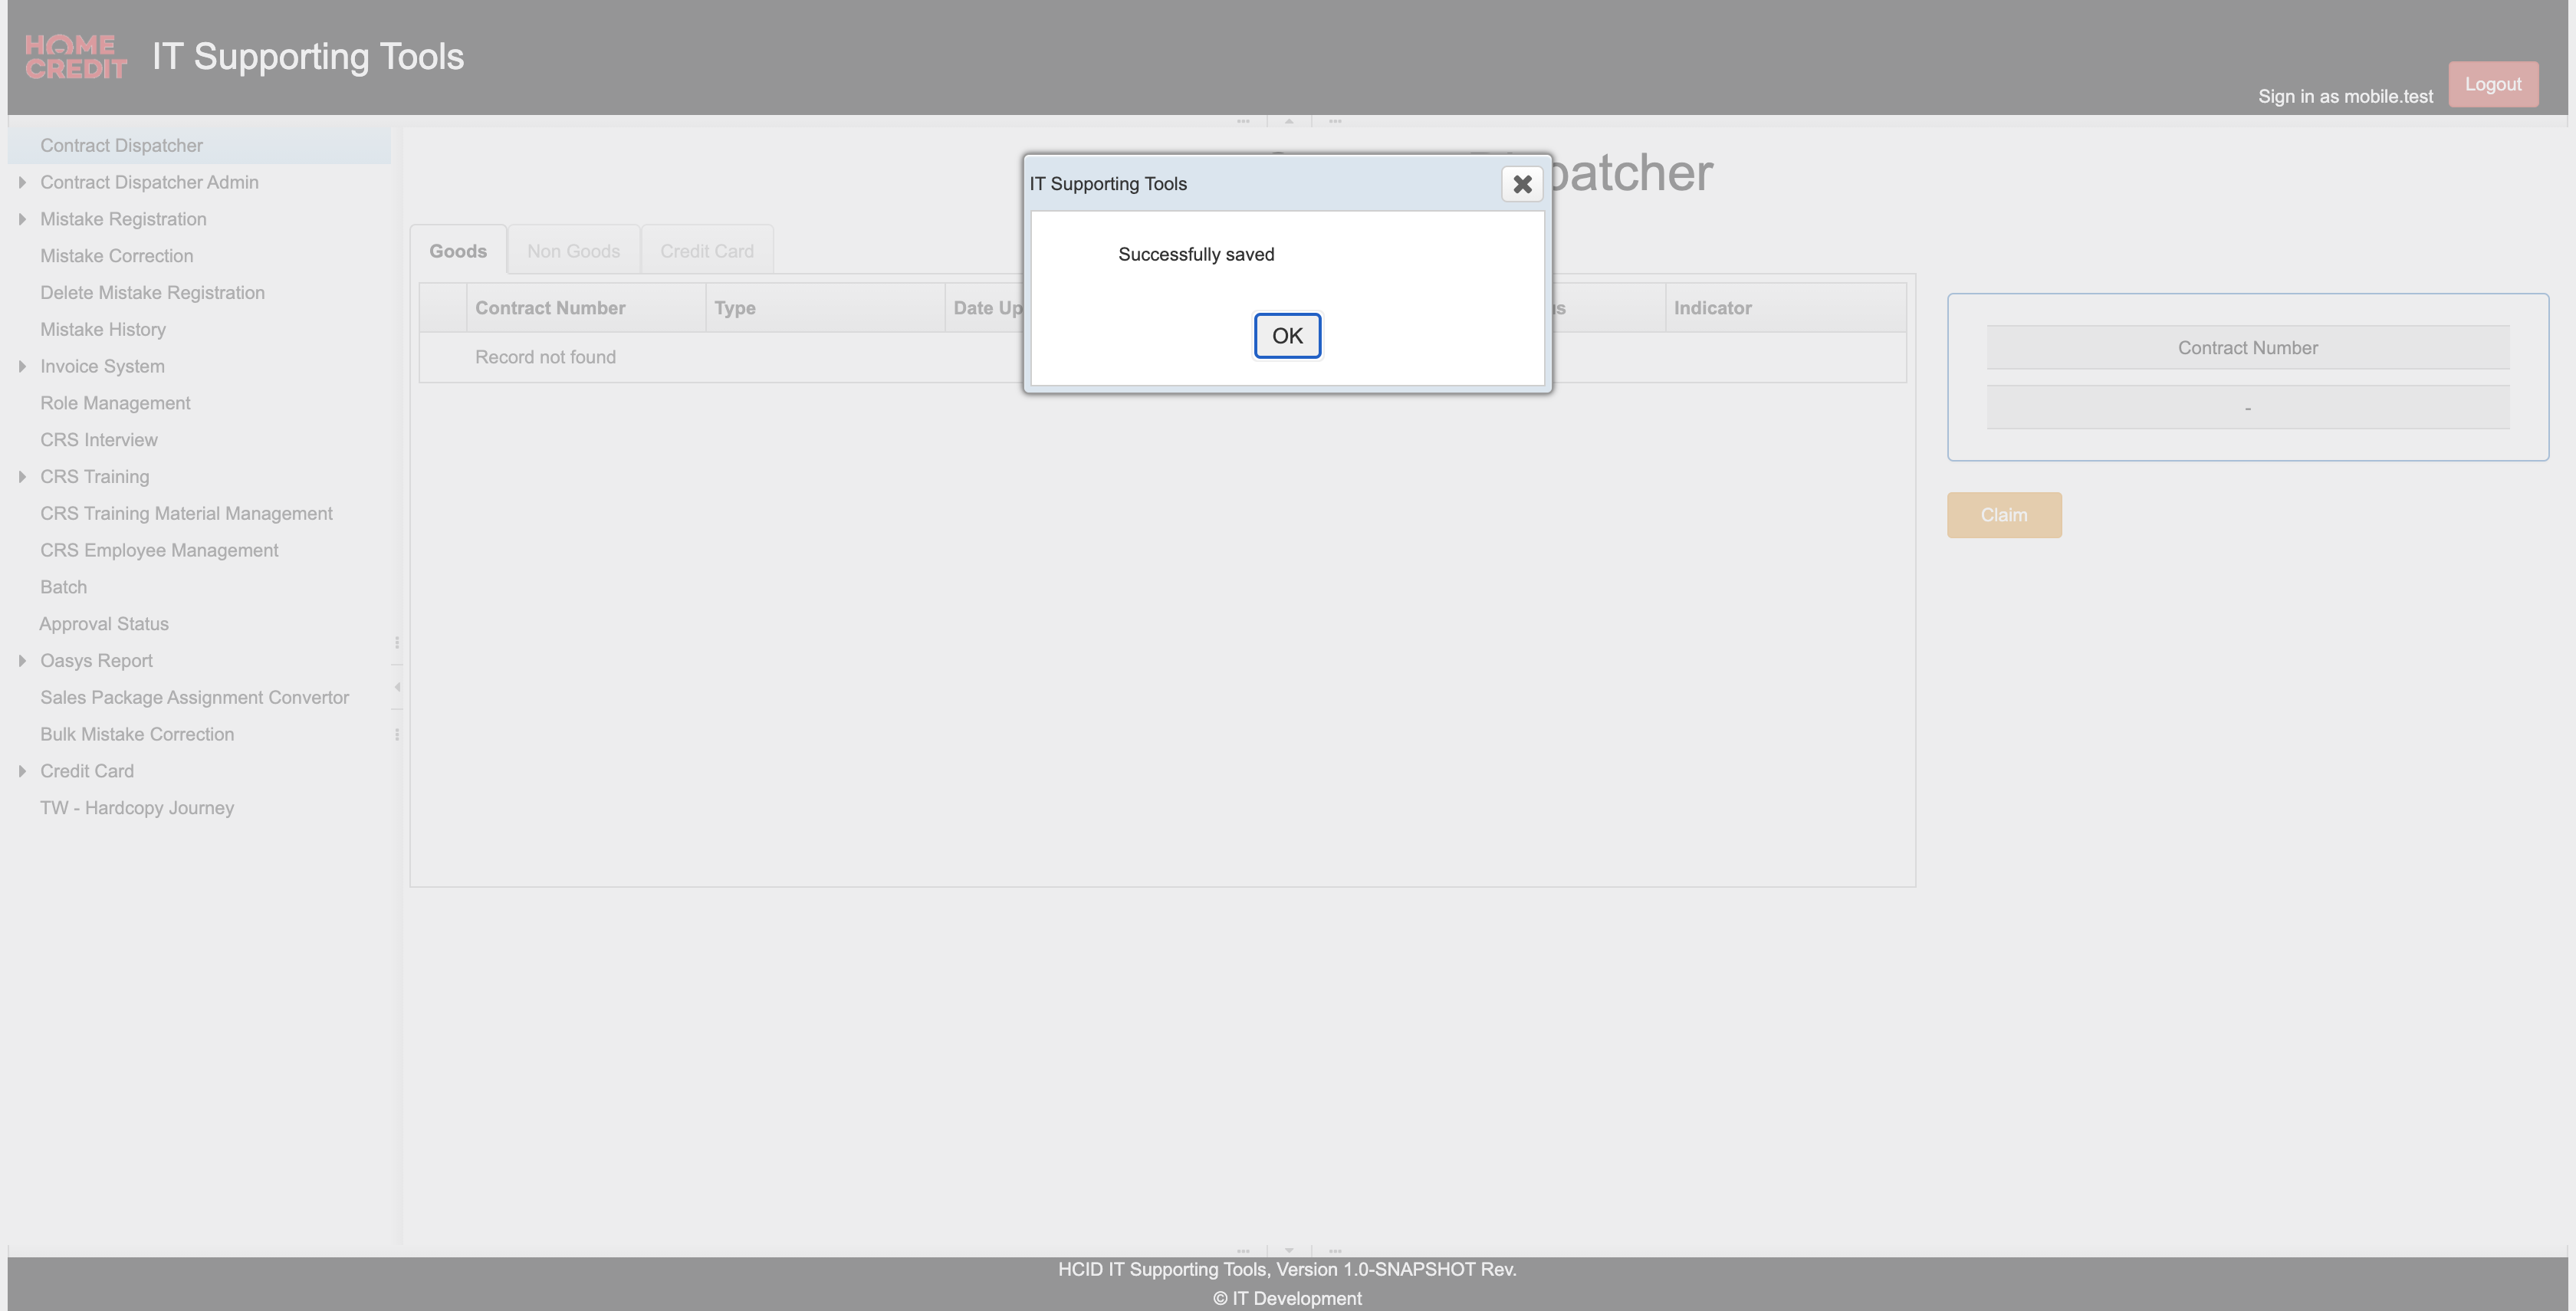 HOME
CREDIT
IT Supporting Tools
Sign in as mobile.test
Logout
Contract Dispatcher
Contract Dispatcher Admin
Mistake Registration
Mistake Correction
Delete Mistake Registration
Mistake History
Invoice System
Role Management
CRS Interview
CRS Training
CRS Training Material Management
CRS Employee Management
Batch
Approval Status
Oasys Report
Sales Package Assignment Convertor
Bulk Mistake Correction
Credit Card
TW - Hardcopy Journey
patcher
Goods Non Goods Credit Card
Contract Number Type Date Up Indicator
Record not found
IT Supporting Tools
Successfully saved
OK
Contract Number
-
Claim
HCID IT Supporting Tools, Version 1.0-SNAPSHOT Rev.
© IT Development